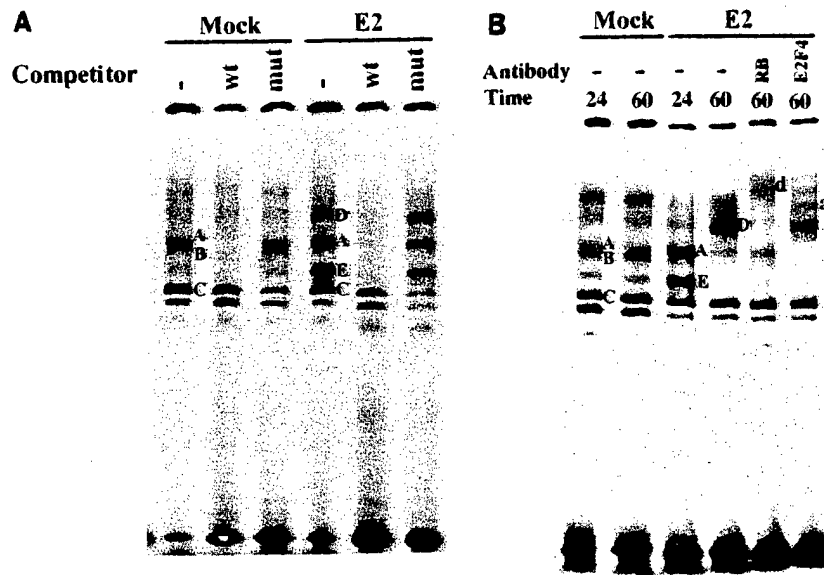 A
Mock E2
Competitor - wt mut - wt mut
D
A A
B
E
C C
B
Mock E2
Antibody - - - - RB E2F4
Time 24 60 24 60 60 60
d
a
D
A A
B
E
C